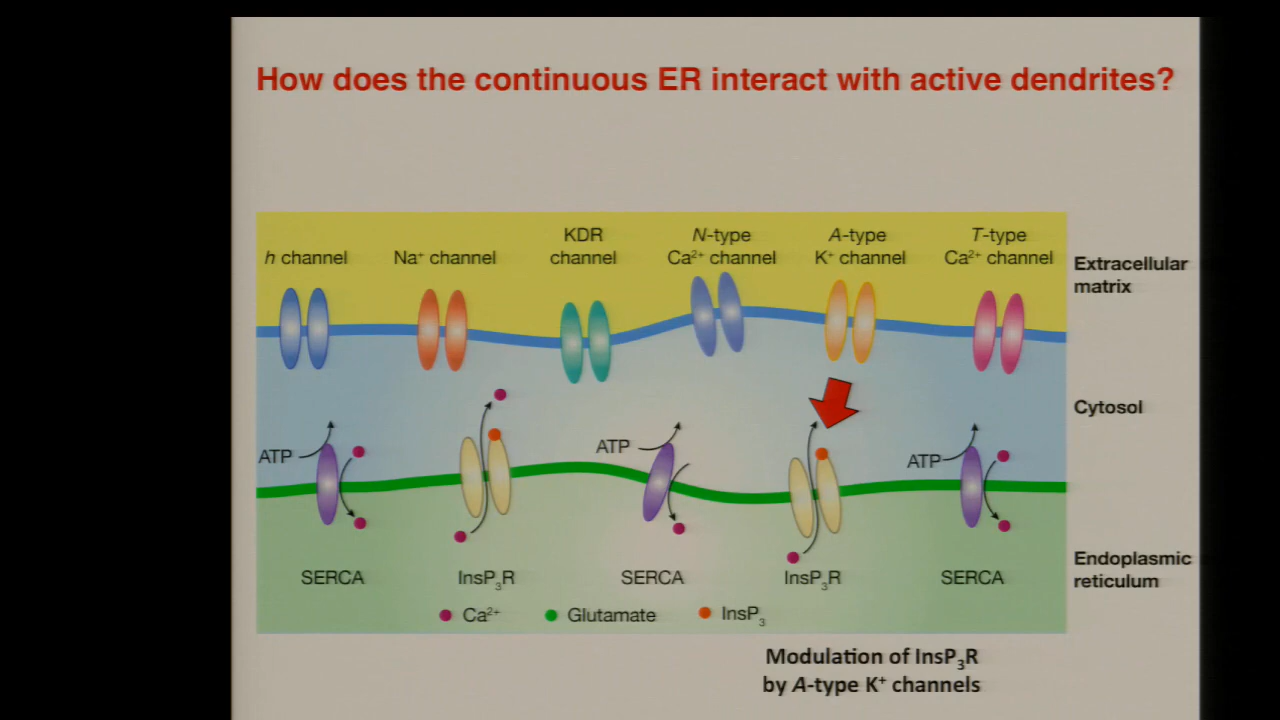 How does the continuous ER interact with active dendrites?
h channel
Na⁺ channel
KDR
channel
N-type
Ca²⁺ channel
A-type
K⁺ channels
T-type
Ca²⁺ channel
Extracellular
matrix
Cytosol
ATP
ATP
ATP
Endoplasmic
reticulum
SERCA
InsP₃R
SERCA
InsP₃R
SERCA
Ca²⁺
Glutamate
InsP₃
Modulation of InsP₃R
by A-type K⁺ channels